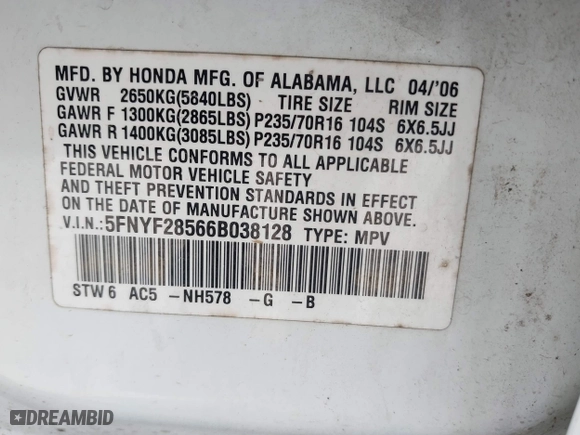 MFD. BY HONDA MFG. OF ALABAMA, LLC 04/'06
GVWR 2650KG(5840LBS) TIRE SIZE RIM SIZE
GAWR F 1300KG(2865LBS) P235/70R16 104S 6X6.5JJ
GAWR R 1400KG(3085LBS) P235/70R16 104S 6X6.5JJ
THIS VEHICLE CONFORMS TO ALL APPLICABLE
FEDERAL MOTOR VEHICLE SAFETY
AND THEFT PREVENTION STANDARDS IN EFFECT
ON THE DATE OF MANUFACTURE SHOWN ABOVE.
V.I.N.:5FNYF28566B038128 TYPE: MPV
STW 6 AC5 -NH578 -G -B
DREAMBID